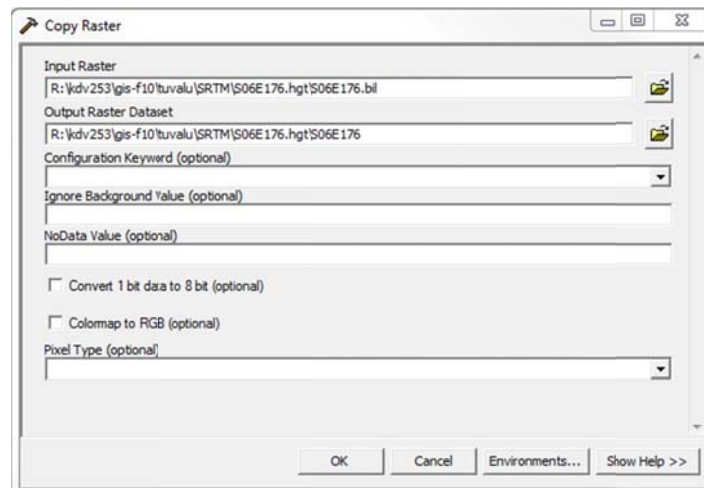 Copy Raster
Input Raster
R:\kdv253\gis-f10\tuvalu\SRTM\S06E176.hgt\S06E176.bil
Output Raster Dataset
R:\kdv253\gis-f10\tuvalu\SRTM\S06E176.hgt\S06E176
Configuration Keyword (optional)
Ignore Background Value (optional)
NoData Value (optional)
Convert 1 bit data to 8 bit (optional)
Colormap to RGB (optional)
Pixel Type (optional)
OK Cancel Environments... Show Help >>